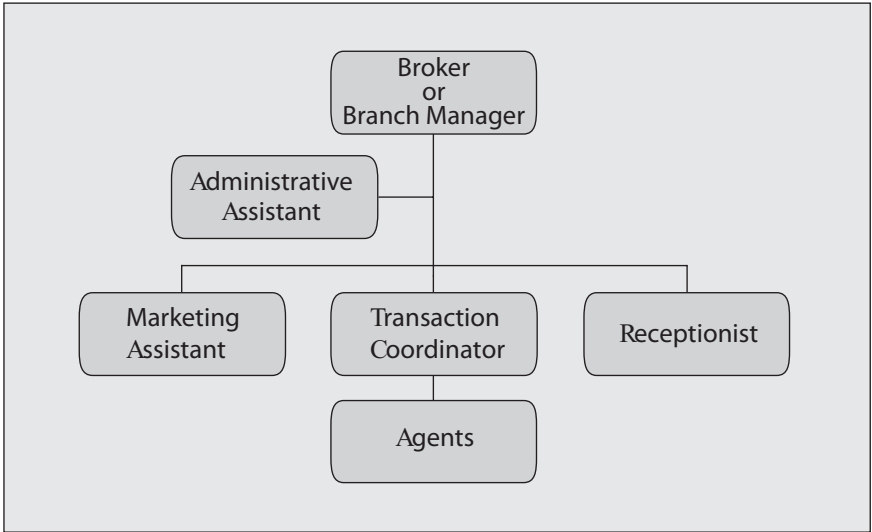 Broker
or
Branch Manager
Administrative
Assistant
Marketing
Assistant
Transaction
Coordinator
Receptionist
Agents